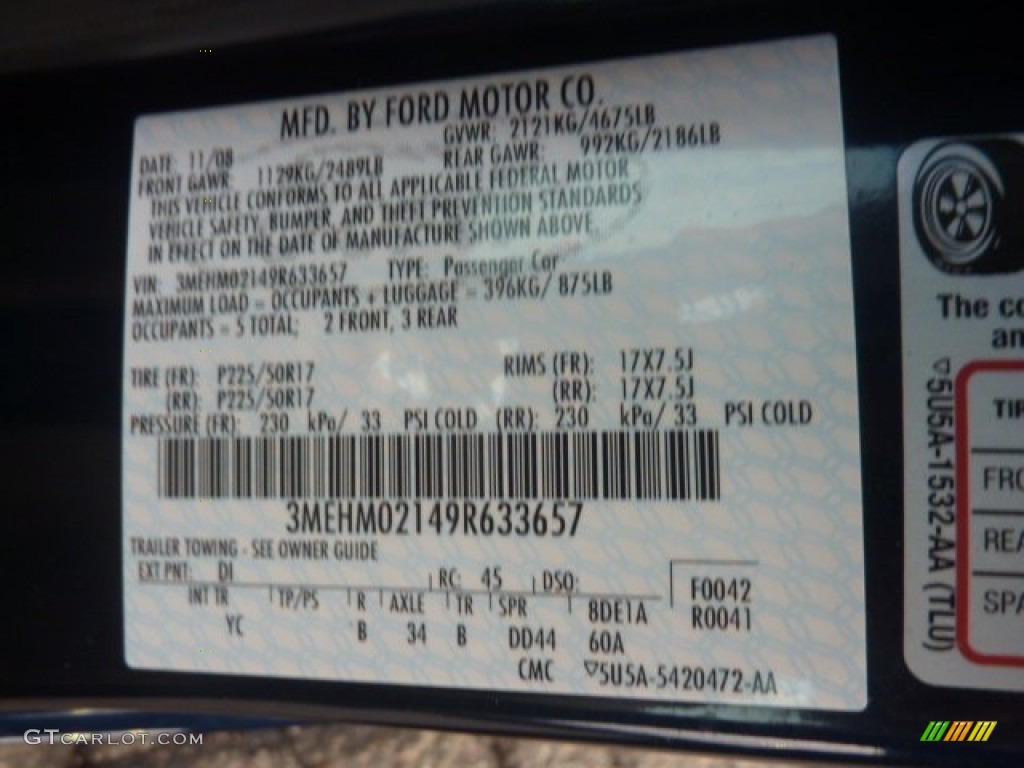 MFD. BY FORD MOTOR CO.
DATE: 11/08 GVWR: 2121KG/4675LB
FRONT GAWR: 1129KG/2489LB REAR GAWR: 992KG/2186LB
THIS VEHICLE CONFORMS TO ALL APPLICABLE FEDERAL MOTOR
VEHICLE SAFETY, BUMPER, AND THEFT PREVENTION STANDARDS
IN EFFECT ON THE DATE OF MANUFACTURE SHOWN ABOVE.
VIN: 3MEHM02149R633657 TYPE: Passenger Car
MAXIMUM LOAD = OCCUPANTS + LUGGAGE = 396KG/ 875LB
OCCUPANTS = 5 TOTAL; 2 FRONT, 3 REAR
TIRE (FR): P225/50R17 RIMS (FR): 17X7.5J
(RR): P225/50R17 (RR): 17X7.5J
PRESSURE (FR): 230 kPa/ 33 PSI COLD (RR): 230 kPa/ 33 PSI COLD
3MEHM02149R633657
TRAILER TOWING - SEE OWNER GUIDE
EXT PNT: DI RC: 45 DSO: F0042
INT TR TP/PS R AXLE TR SPR 8DE1A R0041
YC B 34 B DD44 60A
CMC ▽5U5A-5420472-AA
The co
an
TIR
FRO
REA
SPA
▽5U5A-1532-AA (TLU)
GTCARLOT.COM